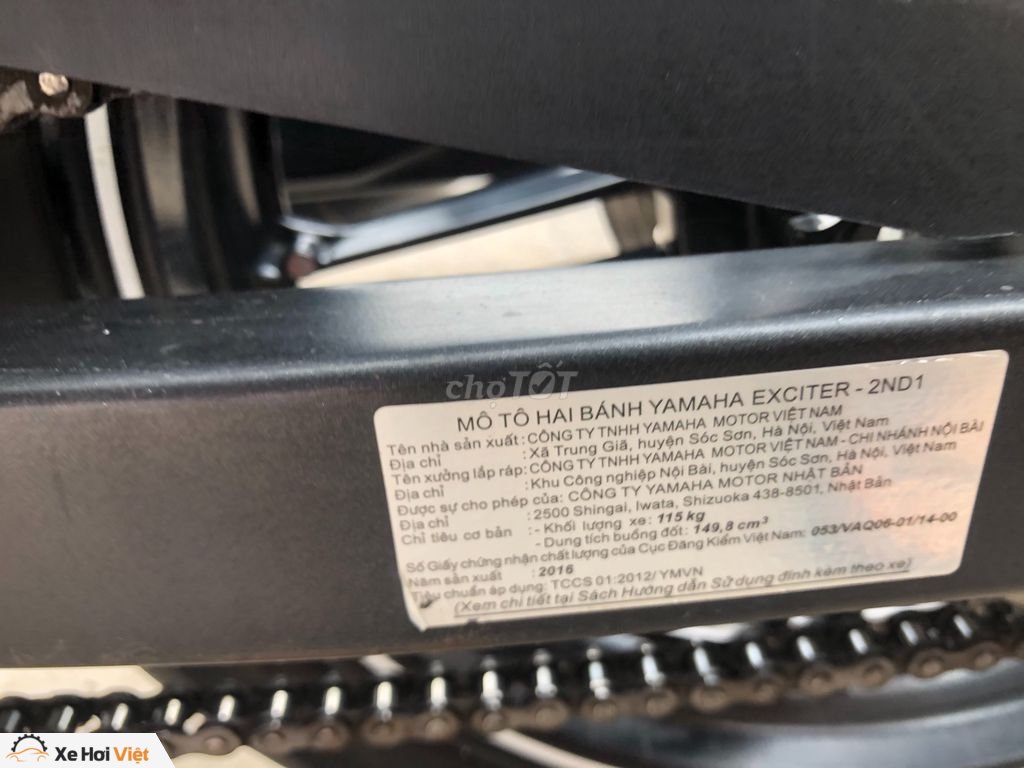 chợTỐT
MÔ TÔ HAI BÁNH YAMAHA EXCITER - 2ND1
Tên nhà sản xuất : CÔNG TY TNHH YAMAHA MOTOR VIỆT NAM
Địa chỉ : Xã Trung Giã, huyện Sóc Sơn, Hà Nội, Việt Nam
Tên xưởng lắp ráp: CÔNG TY TNHH YAMAHA MOTOR VIỆT NAM - CHI NHÁNH NỘI BÀI
Địa chỉ : Khu Công nghiệp Nội Bài, huyện Sóc Sơn, Hà Nội, Việt Nam
Được sự cho phép của: CÔNG TY YAMAHA MOTOR NHẬT BẢN
Địa chỉ : 2500 Shingai, Iwata, Shizuoka 438-8501, Nhật Bản
Chỉ tiêu cơ bản :- Khối lượng xe: 115 kg
- Dung tích buồng đốt: 149,8 cm³
Số Giấy chứng nhận chất lượng của Cục Đăng Kiểm Việt Nam: 053/VAQ06-01/14-00
Năm sản xuất : 2016
Tiêu chuẩn áp dụng: TCCS 01:2012/ YMVN
(Xem chi tiết tại Sách Hướng dẫn Sử dụng đính kèm theo xe)
Xe Hơi Việt